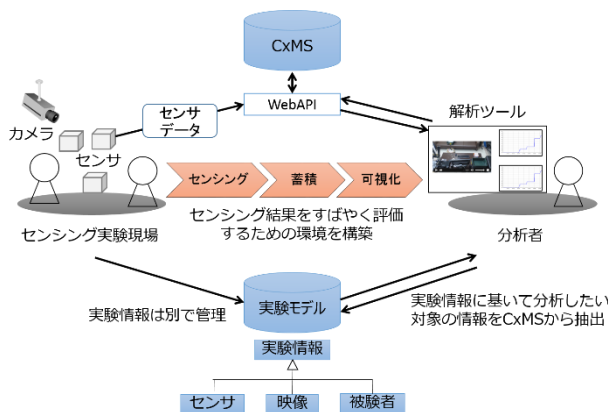 CxMS
WebAPI
センサ
データ
カメラ
センサ
解析ツール
センシング
蓄積
可視化
センシング結果をすばやく評価
するための環境を構築
センシング実験現場
分析者
実験情報は別で管理
実験モデル
実験情報に基いて分析したい
対象の情報をCxMSから抽出
実験情報
センサ
映像
被験者